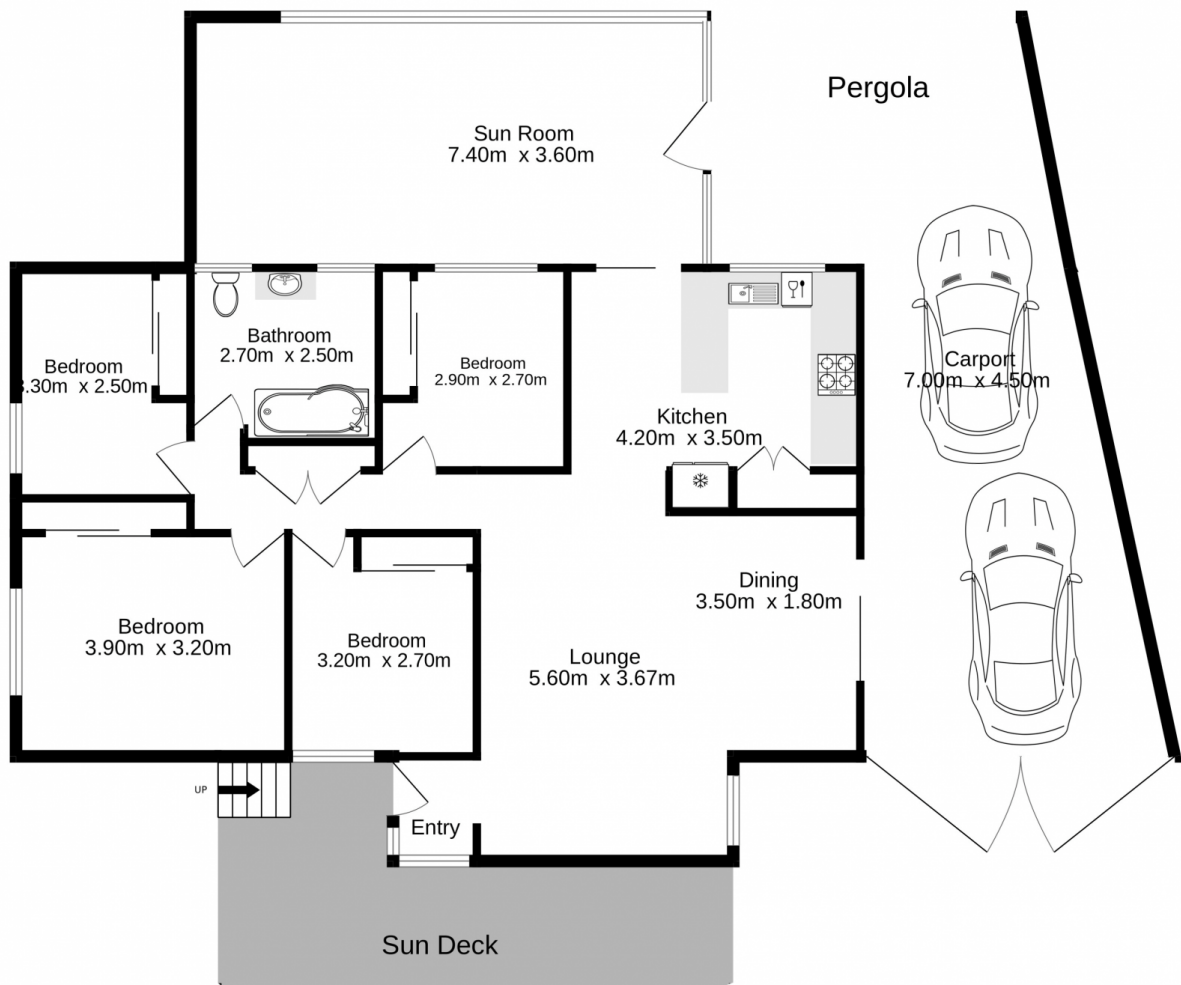 Pergola
Sun Room
7.40m x 3.60m
Bathroom
2.70m x 2.50m
Bedroom
3.30m x 2.50m
Bedroom
2.90m x 2.70m
Carport
7.00m x 4.50m
Kitchen
4.20m x 3.50m
Dining
3.50m x 1.80m
Bedroom
3.90m x 3.20m
Bedroom
3.20m x 2.70m
Lounge
5.60m x 3.67m
UP
Entry
Sun Deck